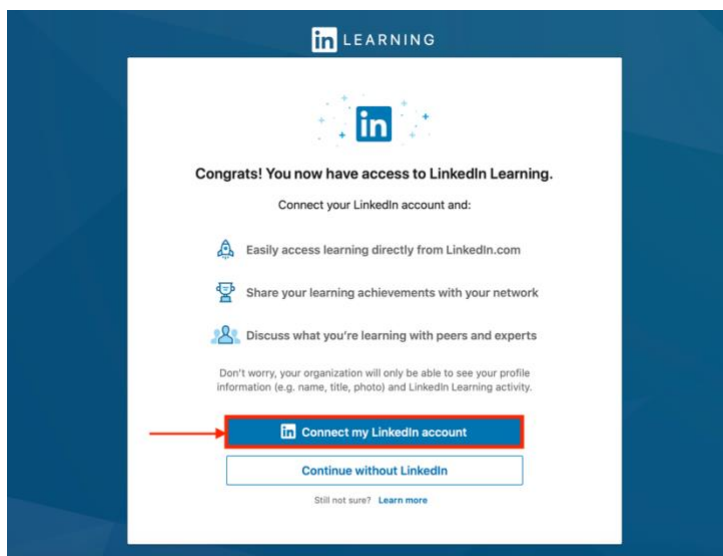 in LEARNING
in
Congrats! You now have access to LinkedIn Learning.
Connect your LinkedIn account and:
Easily access learning directly from LinkedIn.com
Share your learning achievements with your network
Discuss what you're learning with peers and experts
Don't worry, your organization will only be able to see your profile
information (e.g. name, title, photo) and LinkedIn Learning activity.
in Connect my LinkedIn account
Continue without LinkedIn
Still not sure? Learn more